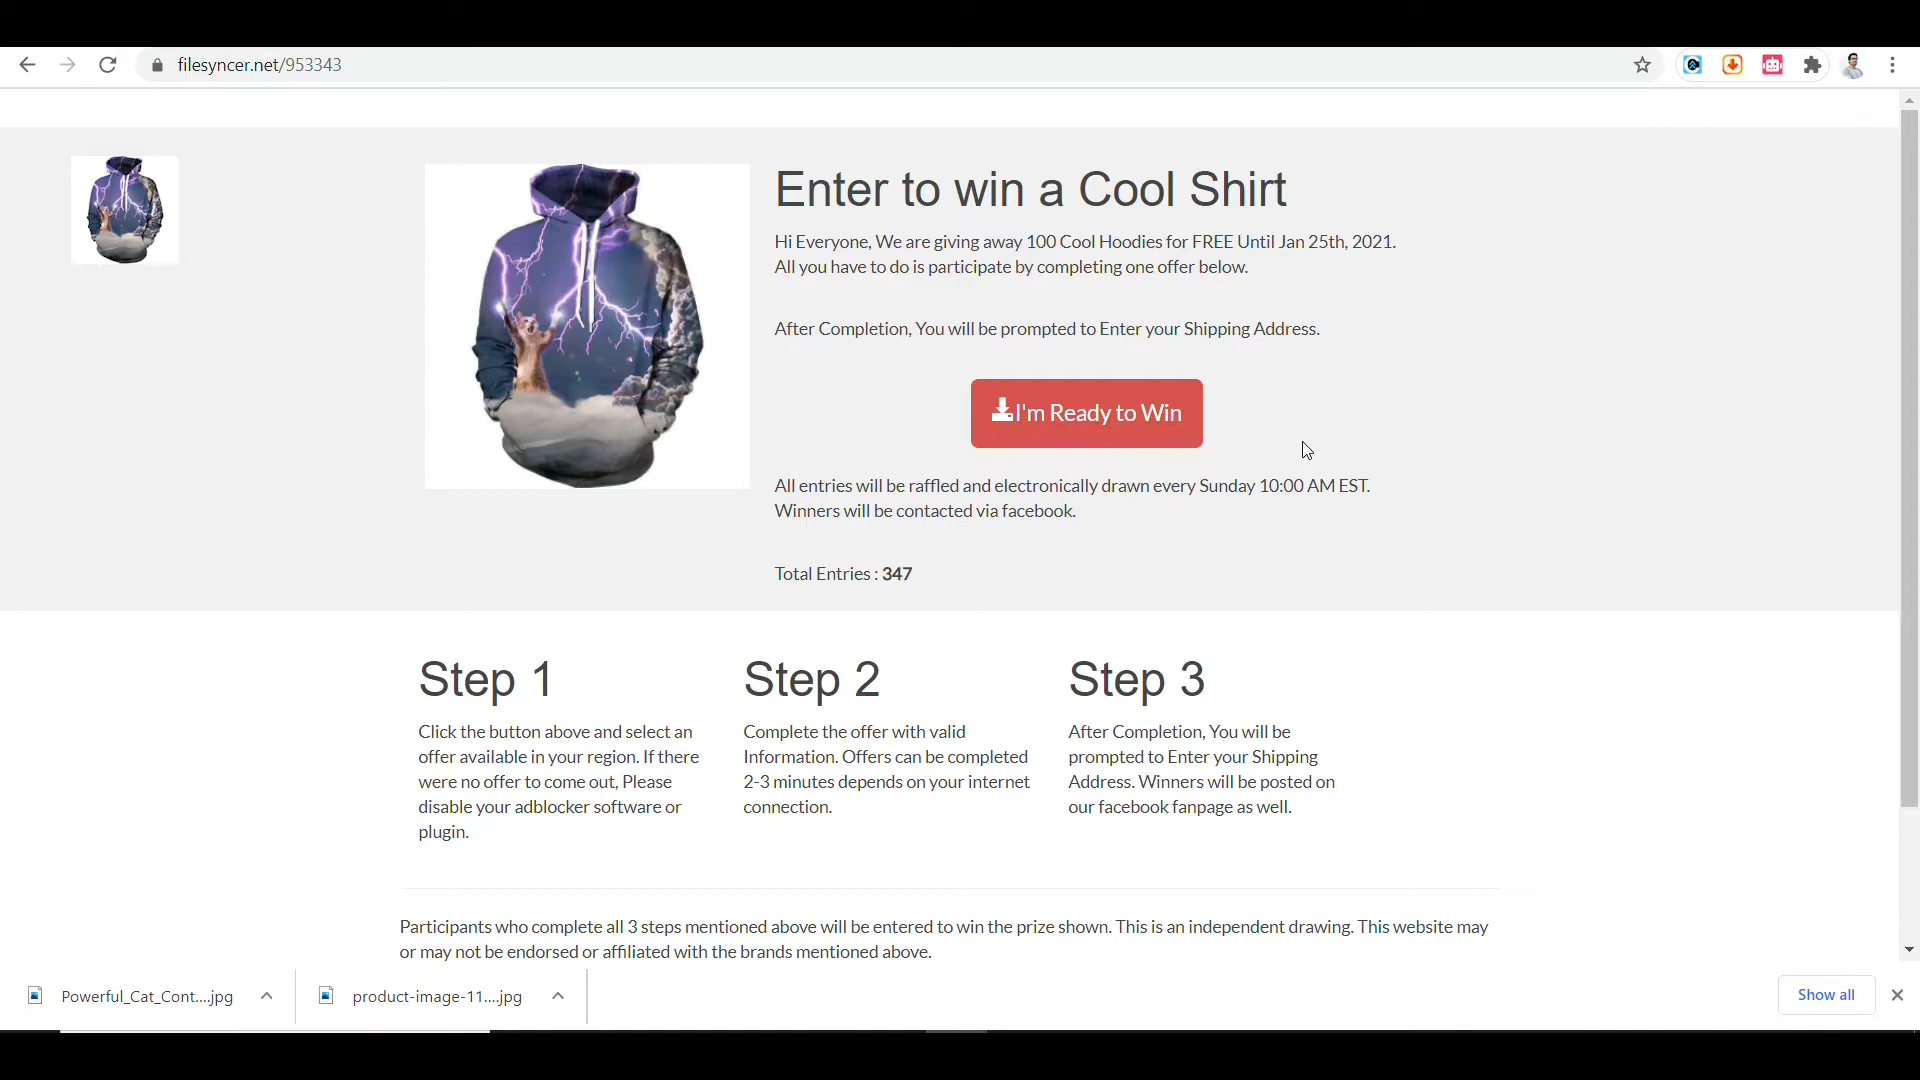 filesyncer.net/953343
Enter to win a Cool Shirt
Hi Everyone, We are giving away 100 Cool Hoodies for FREE Until Jan 25th, 2021.
All you have to do is participate by completing one offer below.
After Completion, You will be prompted to Enter your Shipping Address.
I'm Ready to Win
All entries will be raffled and electronically drawn every Sunday 10:00 AM EST.
Winners will be contacted via facebook.
Total Entries : 347
Step 1
Click the button above and select an
offer available in your region. If there
were no offer to come out, Please
disable your adblocker software or
plugin.
Step 2
Complete the offer with valid
Information. Offers can be completed
2-3 minutes depends on your internet
connection.
Step 3
After Completion, You will be
prompted to Enter your Shipping
Address. Winners will be posted on
our facebook fanpage as well.
Participants who complete all 3 steps mentioned above will be entered to win the prize shown. This is an independent drawing. This website may
or may not be endorsed or affiliated with the brands mentioned above.
Powerful_Cat_Cont....jpg
product-image-11....jpg
Show all